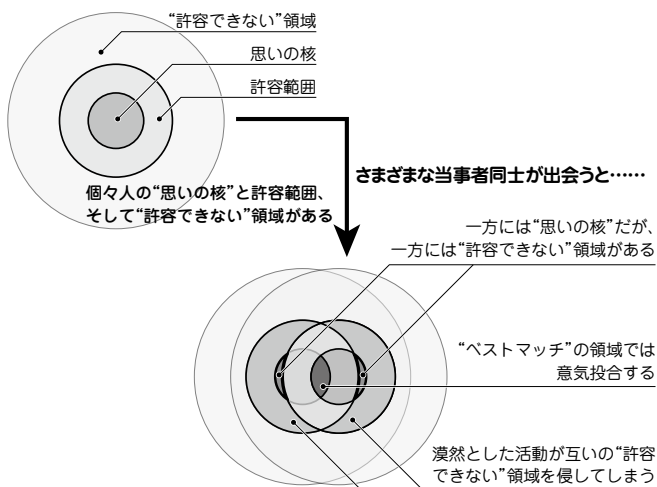 “許容できない”領域
思いの核
許容範囲
個々人の“思いの核”と許容範囲、
そして“許容できない”領域がある
さまざまな当事者同士が出会うと……
一方には“思いの核”だが、
一方には“許容できない”領域がある
“ベストマッチ”の領域では
意気投合する
漠然とした活動が互いの“許容
できない”領域を侵してしまう